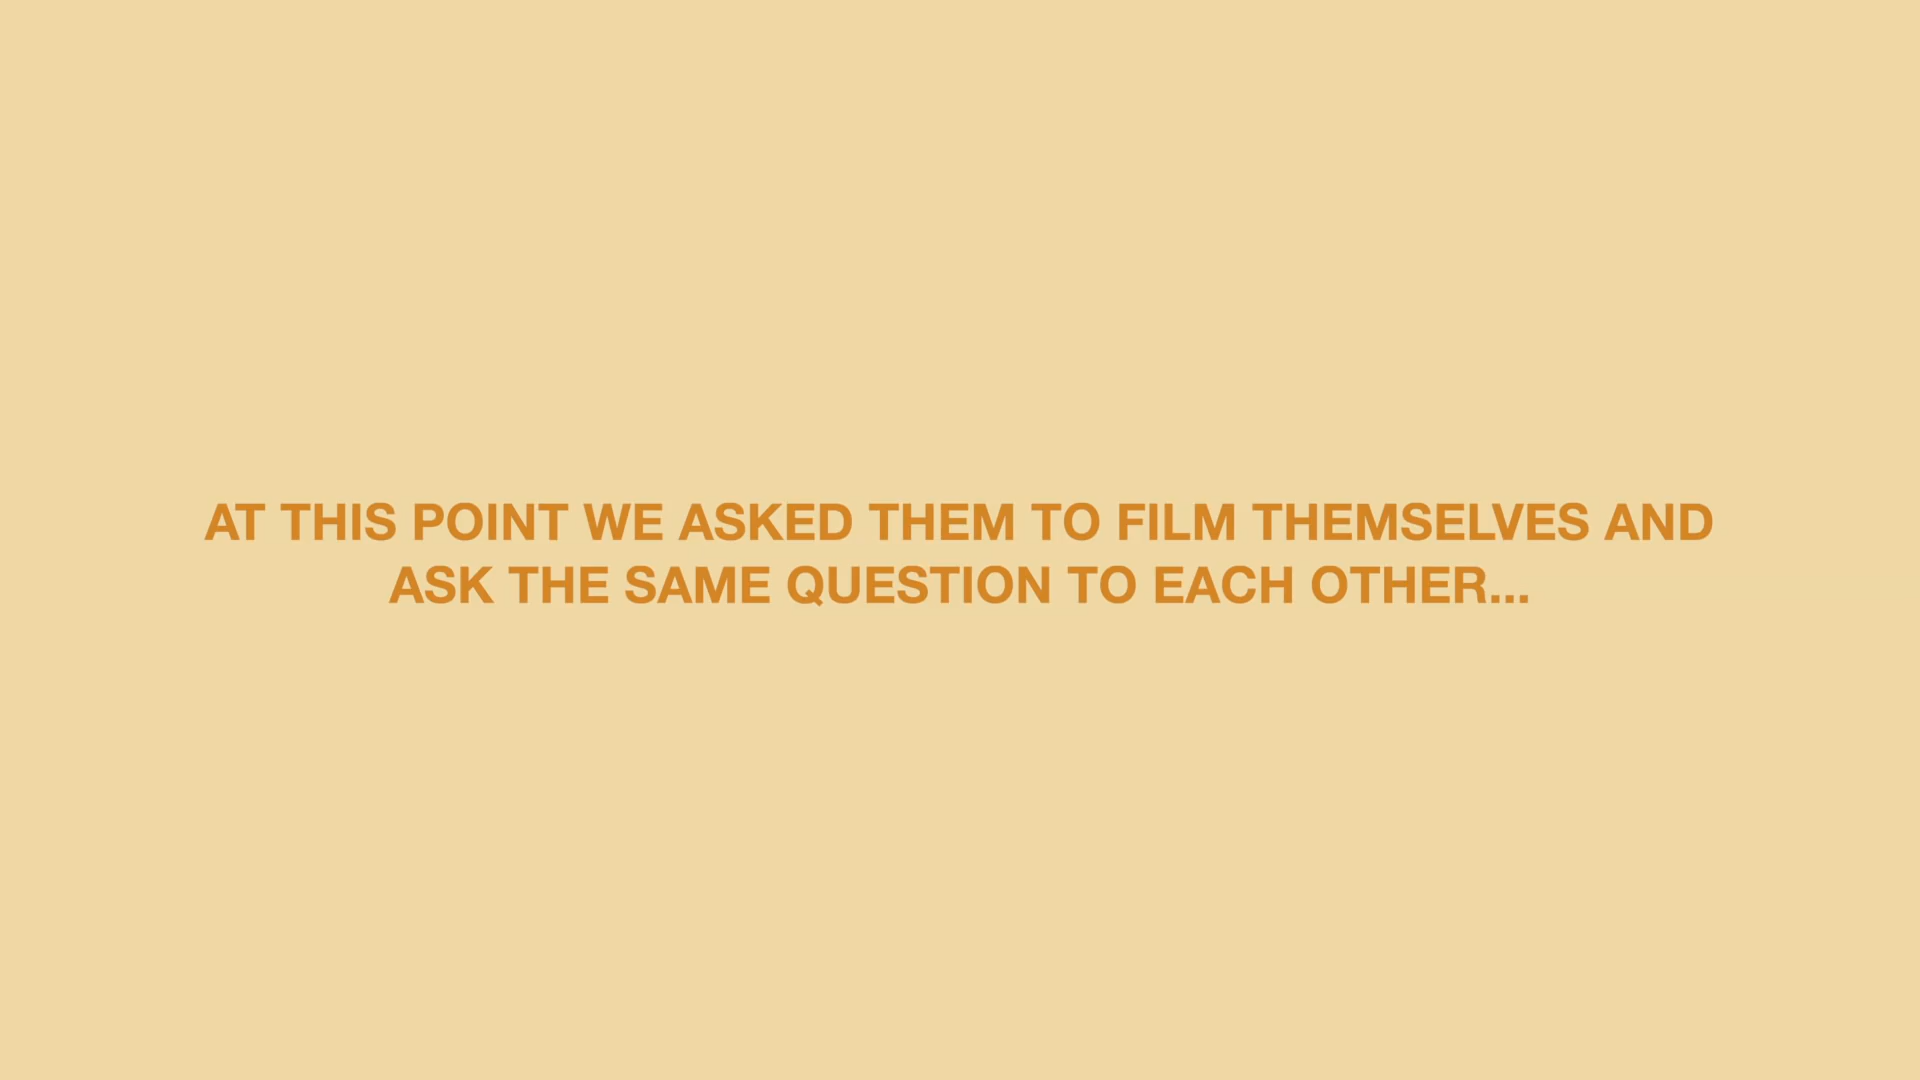 AT THIS POINT WE ASKED THEM TO FILM THEMSELVES AND
ASK THE SAME QUESTION TO EACH OTHER...